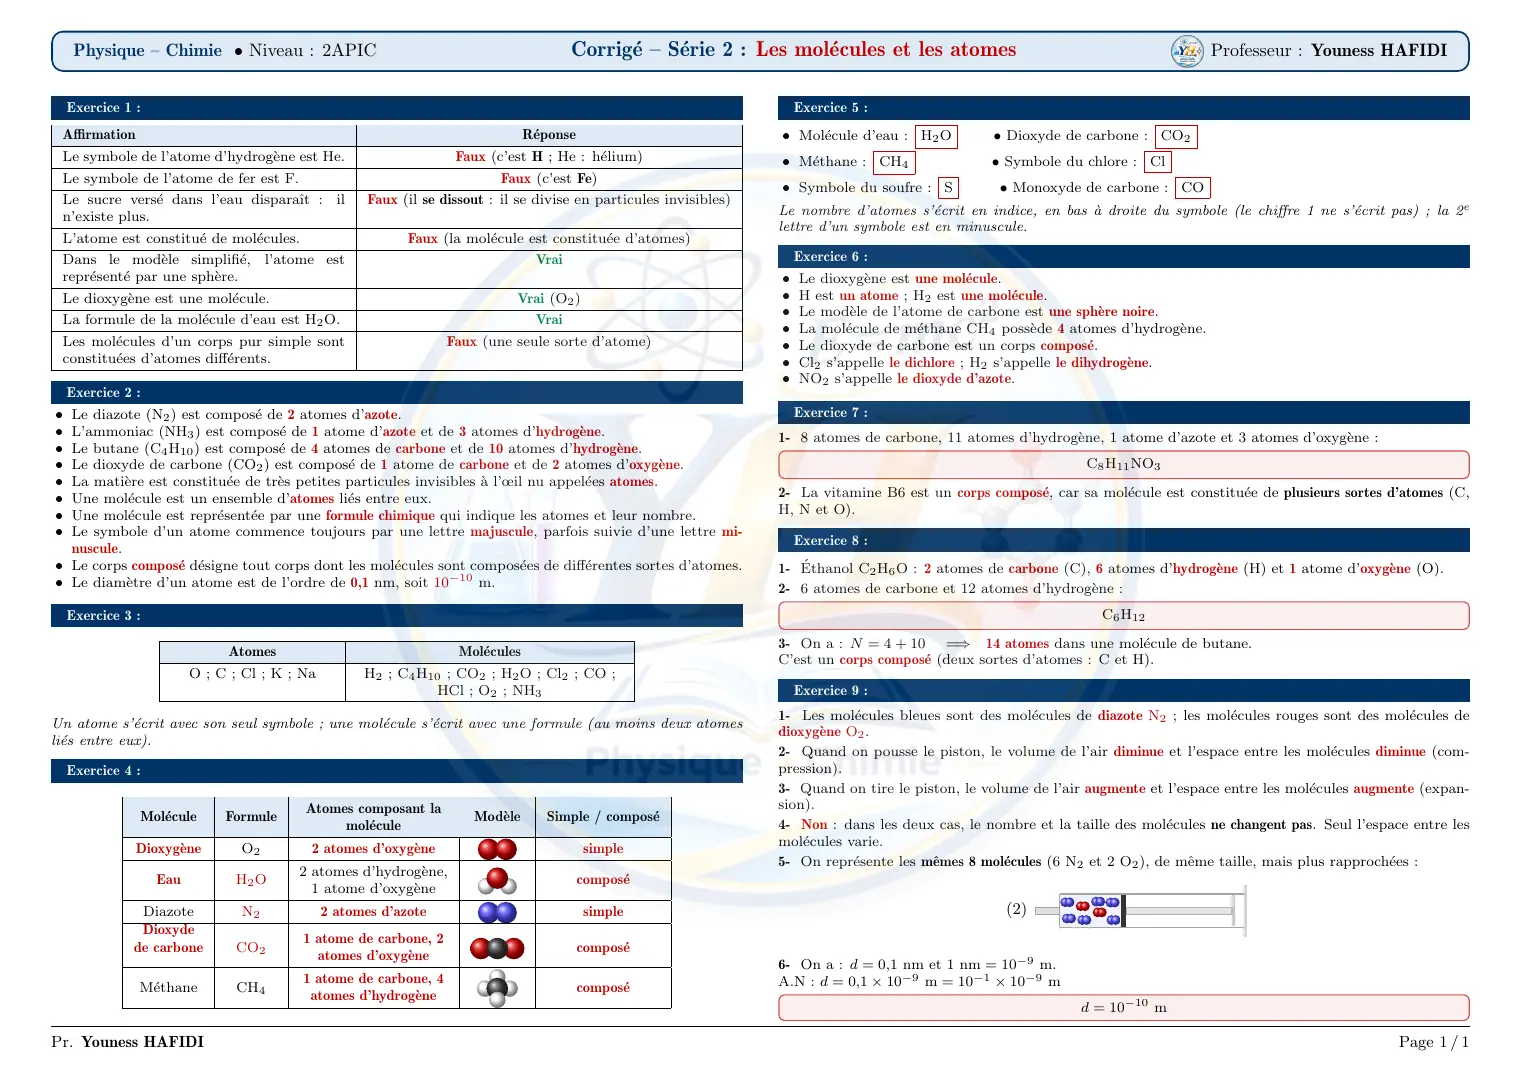 Physique – Chimie • Niveau : 2APIC
Corrigé – Série 2 : Les molécules et les atomes
Professeur : Youness HAFIDI
Exercice 1 :
Affirmation Réponse
Le symbole de l'atome d'hydrogène est He. Faux (c'est H ; He : hélium)
Le symbole de l'atome de fer est F. Faux (c'est Fe)
Le sucre versé dans l'eau disparait : il Faux (il se dissout : il se divise en particules invisibles)
n'existe plus.
L'atome est constitué de molécules. Faux (la molécule est constituée d'atomes)
Dans le modèle simplifié, l'atome est Vrai
représenté par une sphère.
Le dioxygène est une molécule. Vrai (O₂)
La formule de la molécule d'eau est H₂O. Vrai
Les molécules d'un corps pur simple sont Faux (une seule sorte d'atome)
constituées d'atomes différents.
Exercice 2 :
• Le diazote (N₂) est composé de 2 atomes d'azote.
• L'ammoniac (NH₃) est composé de 1 atome d'azote et de 3 atomes d'hydrogène.
• Le butane (C₄H₁₀) est composé de 4 atomes de carbone et de 10 atomes d'hydrogène.
• Le dioxyde de carbone (CO₂) est composé de 1 atome de carbone et de 2 atomes d'oxygène.
• La matière est constituée de très petites particules invisibles à l'œil nu appelées atomes.
• Une molécule est un ensemble d'atomes liés entre eux.
• Une molécule est représentée par une formule chimique qui indique les atomes et leur nombre.
• Le symbole d'un atome commence toujours par une lettre majuscule, parfois suivie d'une lettre mi-
nuscule.
• Le corps composé désigne tout corps dont les molécules sont composées de différentes sortes d'atomes.
• Le diamètre d'un atome est de l'ordre de 0,1 nm, soit 10⁻¹⁰ m.
Exercice 3 :
Atomes Molécules
O ; C ; Cl ; K ; Na H₂ ; C₄H₁₀ ; CO₂ ; H₂O ; Cl₂ ; CO ;
HCl ; O₂ ; NH₃
Un atome s'écrit avec son seul symbole ; une molécule s'écrit avec une formule (au moins deux atomes
liés entre eux).
Exercice 4 :
Molécule Formule Atomes composant la molécule Modèle Simple / composé
Dioxygène O₂ 2 atomes d'oxygène simple
Eau H₂O 2 atomes d'hydrogène, 1 atome d'oxygène composé
Diazote N₂ 2 atomes d'azote simple
Dioxyde de carbone CO₂ 1 atome de carbone, 2 atomes d'oxygène composé
Méthane CH₄ 1 atome de carbone, 4 atomes d'hydrogène composé
Exercice 5 :
• Molécule d'eau : H₂O • Dioxyde de carbone : CO₂
• Méthane : CH₄ • Symbole du chlore : Cl
• Symbole du soufre : S • Monoxyde de carbone : CO
Le nombre d'atomes s'écrit en indice, en bas à droite du symbole (le chiffre 1 ne s'écrit pas) ; la 2ᵉ
lettre d'un symbole est en minuscule.
Exercice 6 :
• Le dioxygène est une molécule.
• H est un atome ; H₂ est une molécule.
• Le modèle de l'atome de carbone est une sphère noire.
• La molécule de méthane CH₄ possède 4 atomes d'hydrogène.
• Le dioxyde de carbone est un corps composé.
• Cl₂ s'appelle le dichlore ; H₂ s'appelle le dihydrogène.
• NO₂ s'appelle le dioxyde d'azote.
Exercice 7 :
1- 8 atomes de carbone, 11 atomes d'hydrogène, 1 atome d'azote et 3 atomes d'oxygène :
C₈H₁₁NO₃
2- La vitamine B6 est un corps composé, car sa molécule est constituée de plusieurs sortes d'atomes (C,
H, N et O).
Exercice 8 :
1- Éthanol C₂H₆O : 2 atomes de carbone (C), 6 atomes d'hydrogène (H) et 1 atome d'oxygène (O).
2- 6 atomes de carbone et 12 atomes d'hydrogène :
C₆H₁₂
3- On a : N = 4 + 10 ⟹ 14 atomes dans une molécule de butane.
C'est un corps composé (deux sortes d'atomes : C et H).
Exercice 9 :
1- Les molécules bleues sont des molécules de diazote N₂ ; les molécules rouges sont des molécules de
dioxygène O₂.
2- Quand on pousse le piston, le volume de l'air diminue et l'espace entre les molécules diminue (com-
pression).
3- Quand on tire le piston, le volume de l'air augmente et l'espace entre les molécules augmente (expan-
sion).
4- Non : dans les deux cas, le nombre et la taille des molécules ne changent pas. Seul l'espace entre les
molécules varie.
5- On représente les mêmes 8 molécules (6 N₂ et 2 O₂), de même taille, mais plus rapprochées :
(2)
6- On a : d = 0,1 nm et 1 nm = 10⁻⁹ m.
A.N : d = 0,1 × 10⁻⁹ m = 10⁻¹ × 10⁻⁹ m
d = 10⁻¹⁰ m
Physique Chimie
Pr. Youness HAFIDI
Page 1 / 1